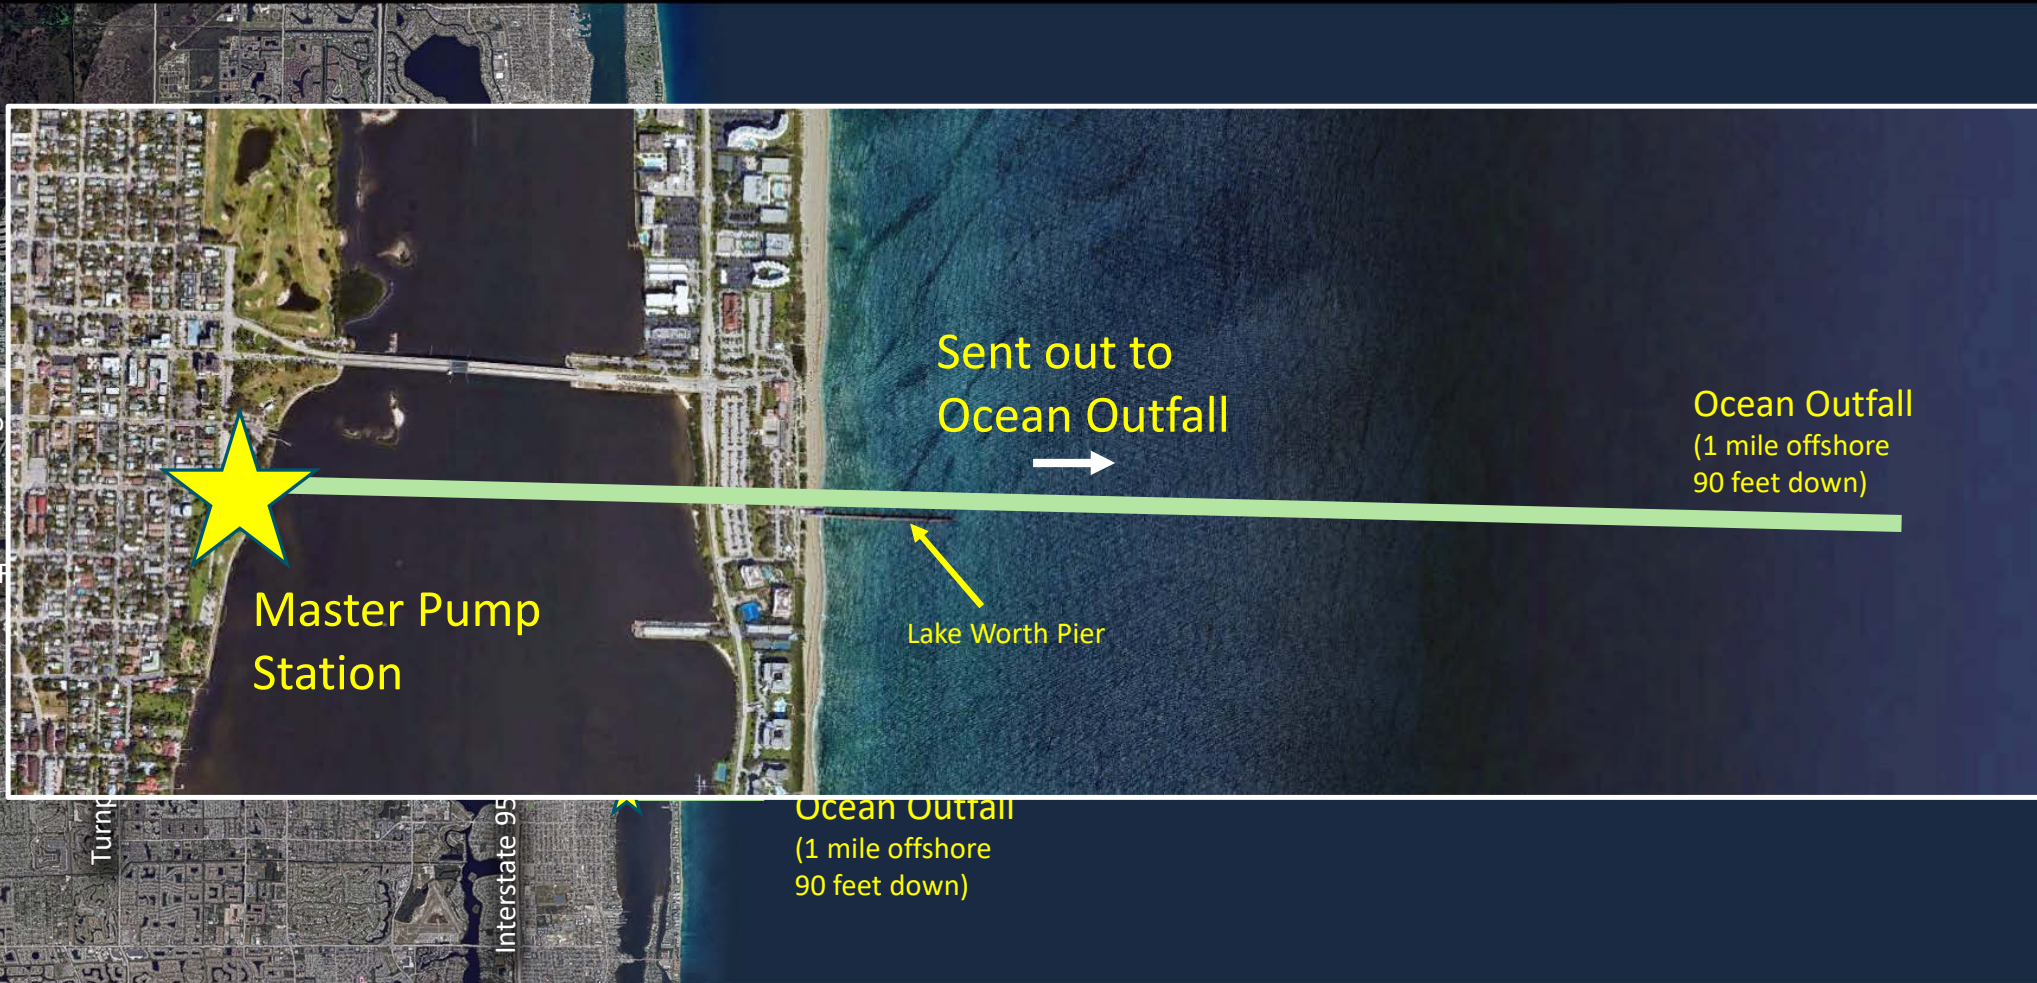 Sent out to
Ocean Outfall
Ocean Outfall
(1 mile offshore
90 feet down)
Lake Worth Pier
Master Pump
Station
Ocean Outfall
(1 mile offshore
90 feet down)
Interstate 95